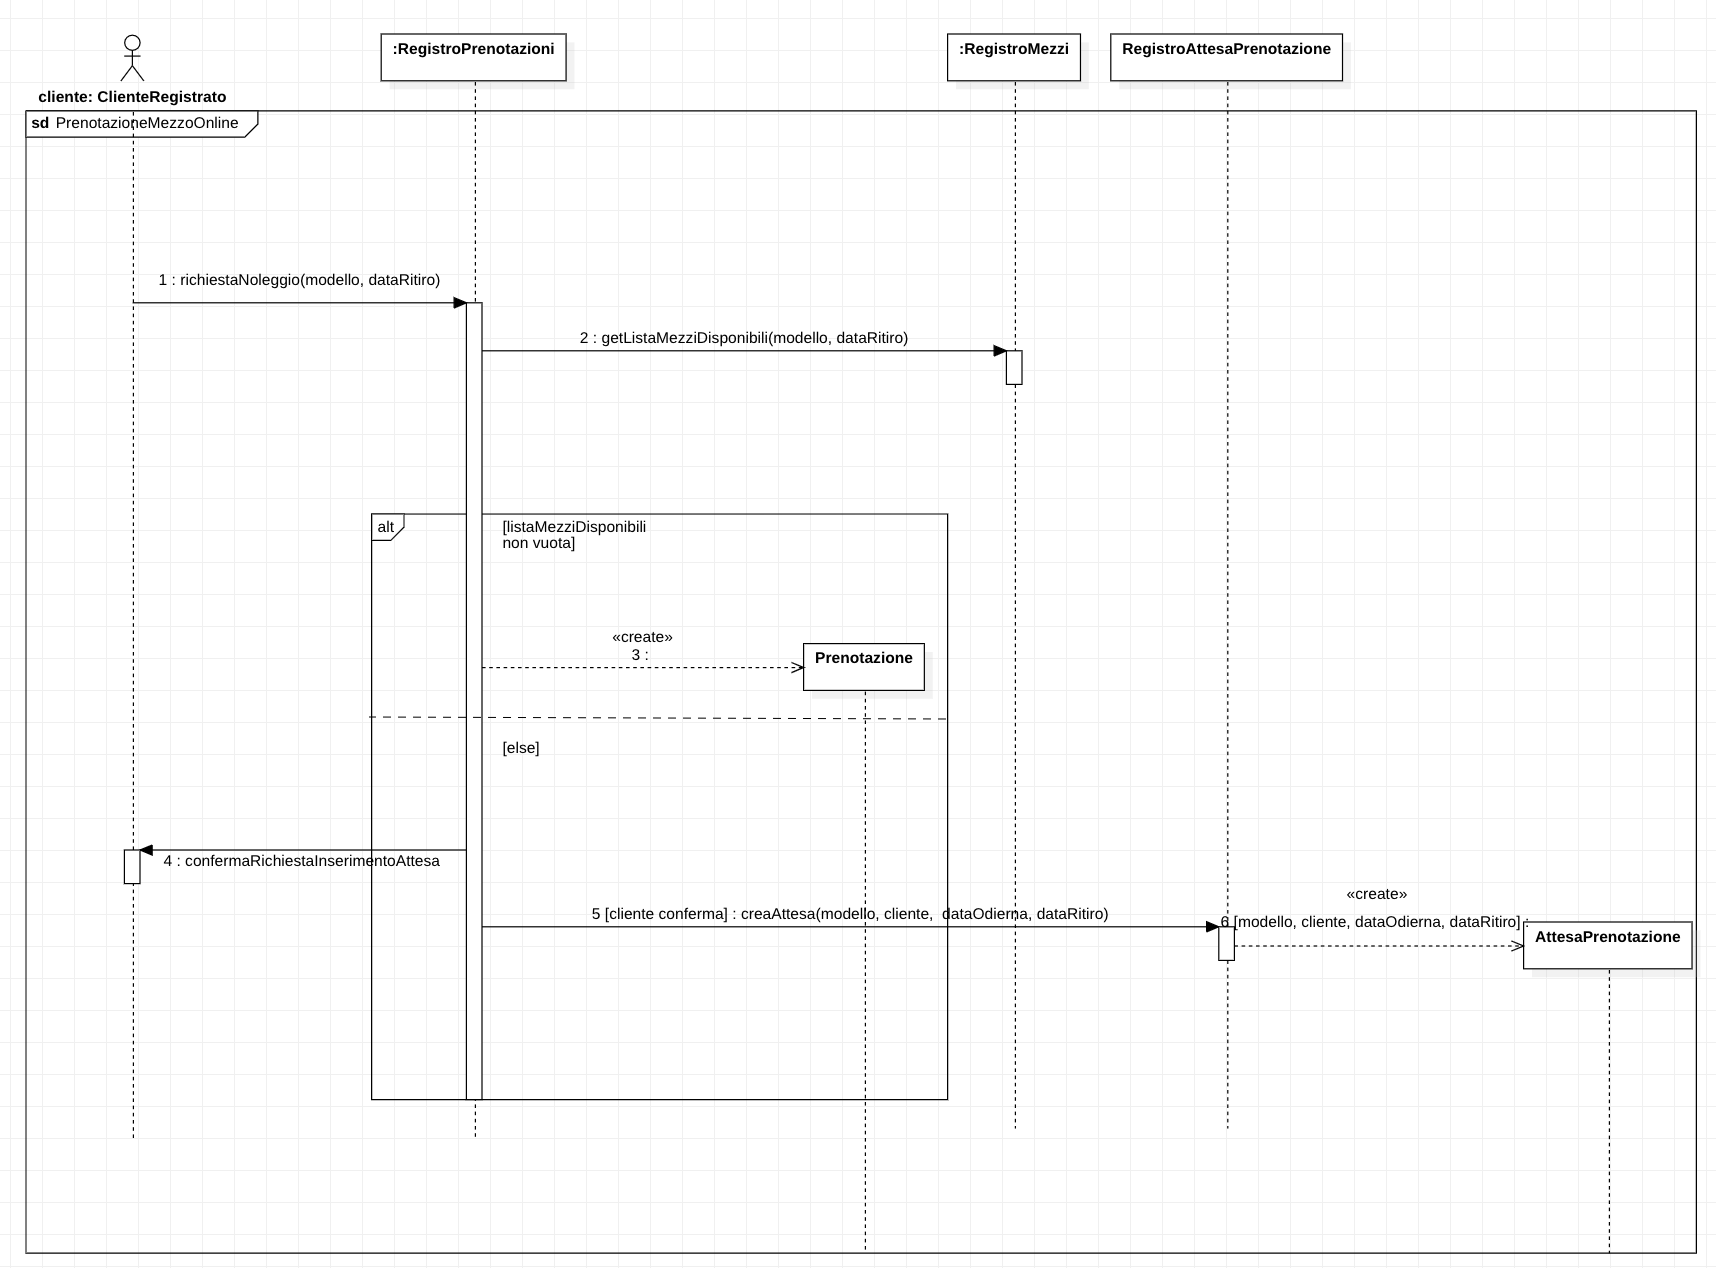 :RegistroPrenotazioni
:RegistroMezzi
RegistroAttesaPrenotazione
cliente: ClienteRegistrato
sd PrenotazioneMezzoOnline
1 : richiestaNoleggio(modello, dataRitiro)
2 : getListaMezziDisponibili(modello, dataRitiro)
alt
[listaMezziDisponibili
non vuota]
«create»
3 :
Prenotazione
[else]
4 : confermaRichiestaInserimentoAttesa
5 [cliente conferma] : creaAttesa(modello, cliente,  dataOdierna, dataRitiro)
«create»
6 [modello, cliente, dataOdierna, dataRitiro] :
AttesaPrenotazione